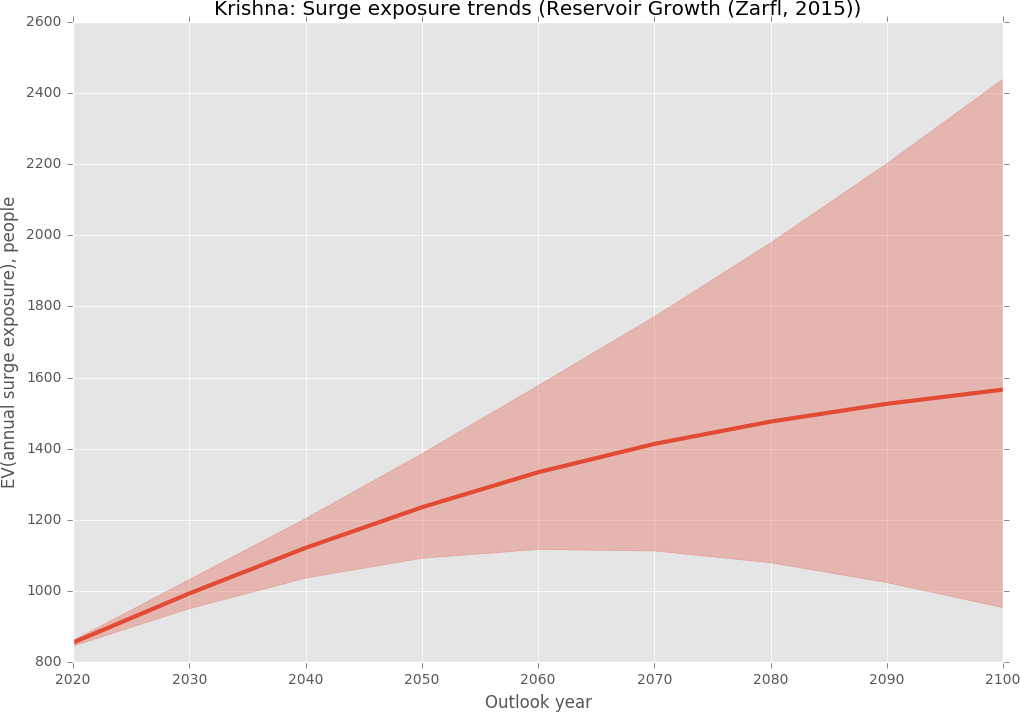 Krishna: Surge exposure trends (Reservoir Growth (Zarfl, 2015))
EV(annual surge exposure), people
2600
2400
2200
2000
1800
1600
1400
1200
1000
800
2020 2030 2040 2050 2060 2070 2080 2090 2100
Outlook year